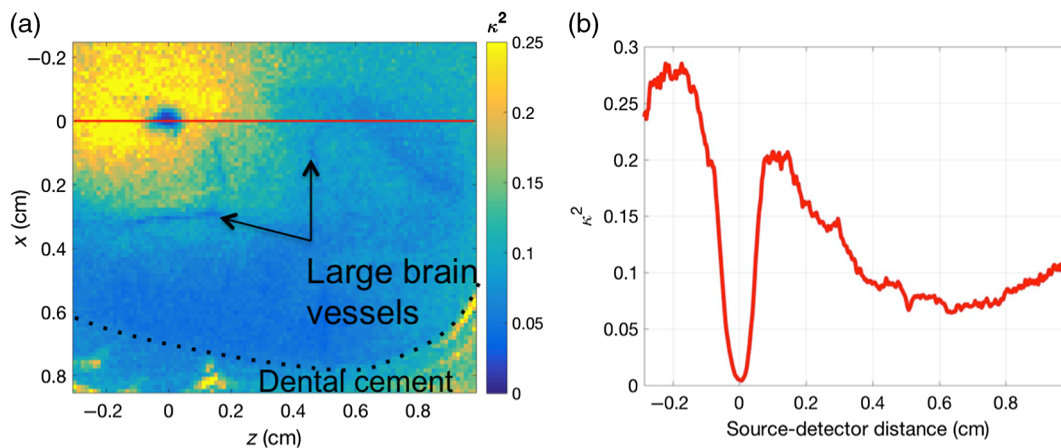 (a)
κ²
−0.2
0
0.2
0.4
0.6
0.8
x (cm)
−0.2 0 0.2 0.4 0.6 0.8
z (cm)
0.25
0.2
0.15
0.1
0.05
0
Large brain
vessels
Dental cement
(b)
0.3
0.25
0.2
0.15
0.1
0.05
0
κ²
−0.2 0 0.2 0.4 0.6 0.8
Source-detector distance (cm)